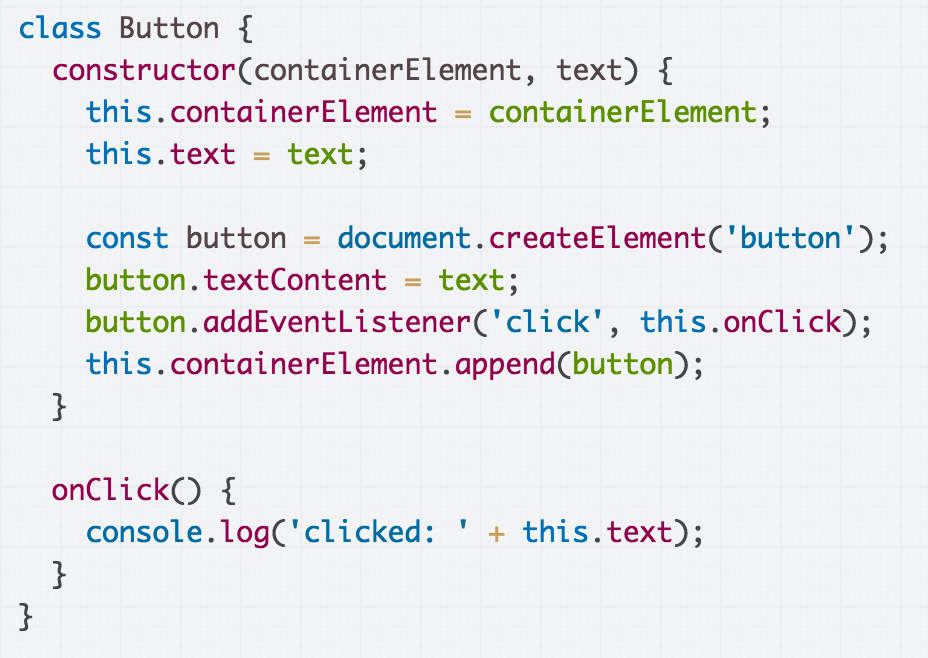 class Button {
  constructor(containerElement, text) {
    this.containerElement = containerElement;
    this.text = text;

    const button = document.createElement('button');
    button.textContent = text;
    button.addEventListener('click', this.onClick);
    this.containerElement.append(button);
  }

  onClick() {
    console.log('clicked: ' + this.text);
  }
}